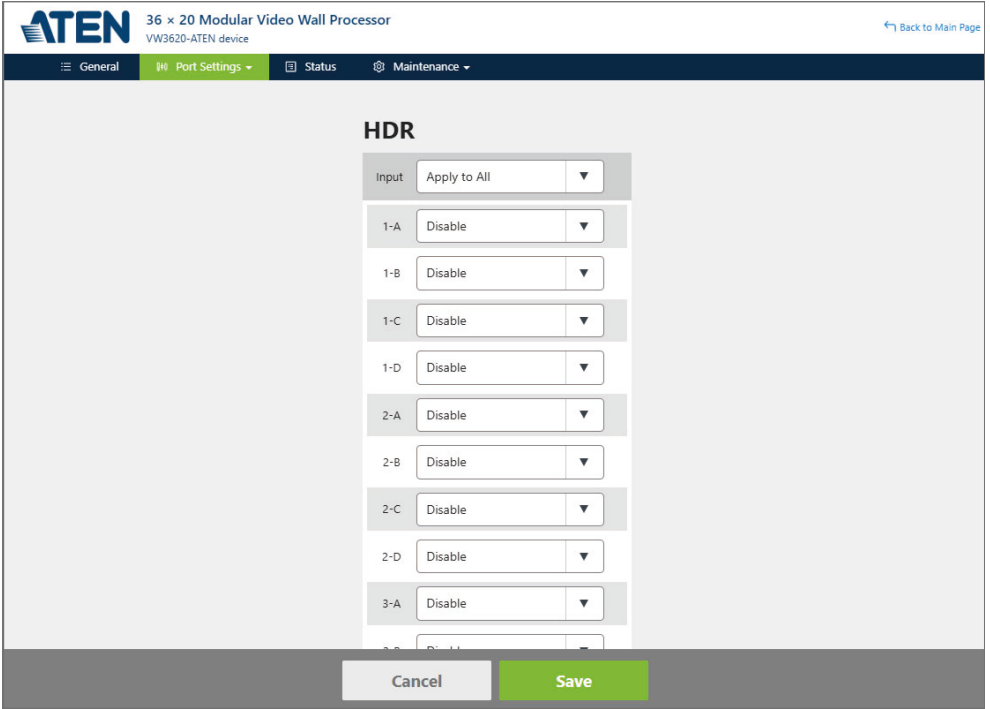 ATEN
36 × 20 Modular Video Wall Processor
VW3620-ATEN device
Back to Main Page
General Port Settings Status Maintenance
HDR
Input Apply to All
1-A Disable
1-B Disable
1-C Disable
1-D Disable
2-A Disable
2-B Disable
2-C Disable
2-D Disable
3-A Disable
Cancel Save